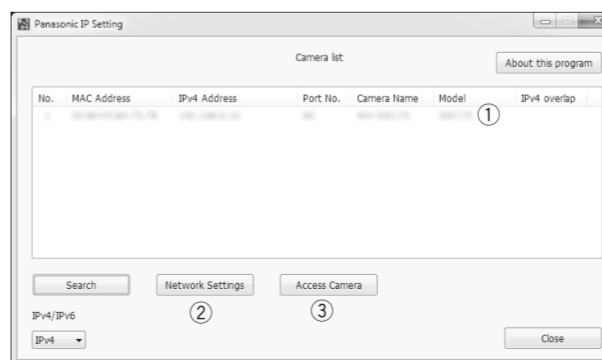 Panasonic IP Setting
Camera list
About this program
No. MAC Address IPv4 Address Port No. Camera Name Model IPv4 overlap
①
Search Network Settings Access Camera
② ③
IPv4/IPv6
IPv4 Close